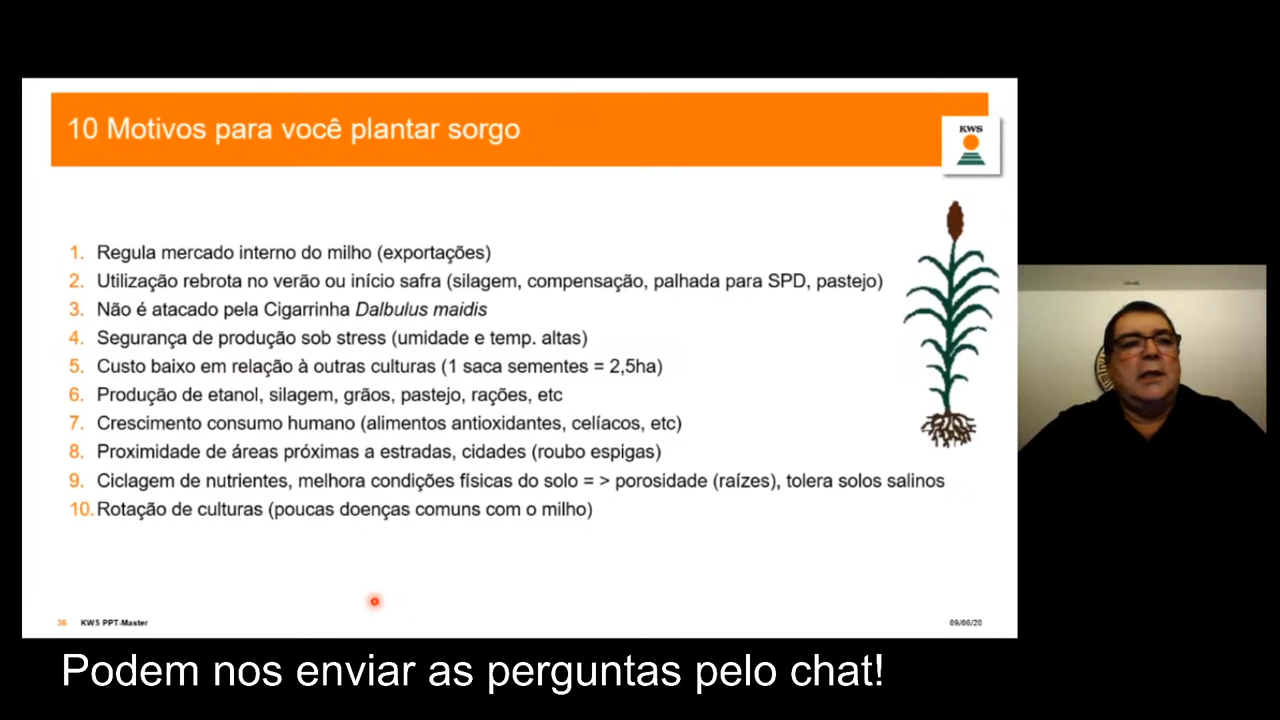 10 Motivos para você plantar sorgo
KWS
1. Regula mercado interno do milho (exportações)
2. Utilização rebrota no verão ou início safra (silagem, compensação, palhada para SPD, pastejo)
3. Não é atacado pela Cigarrinha Dalbulus maidis
4. Segurança de produção sob stress (umidade e temp. altas)
5. Custo baixo em relação à outras culturas (1 saca sementes = 2,5ha)
6. Produção de etanol, silagem, grãos, pastejo, rações, etc
7. Crescimento consumo humano (alimentos antioxidantes, celíacos, etc)
8. Proximidade de áreas próximas a estradas, cidades (roubo espigas)
9. Ciclagem de nutrientes, melhora condições físicas do solo = > porosidade (raízes), tolera solos salinos
10. Rotação de culturas (poucas doenças comuns com o milho)
36 KWS PPT-Master
09/06/20
Podem nos enviar as perguntas pelo chat!